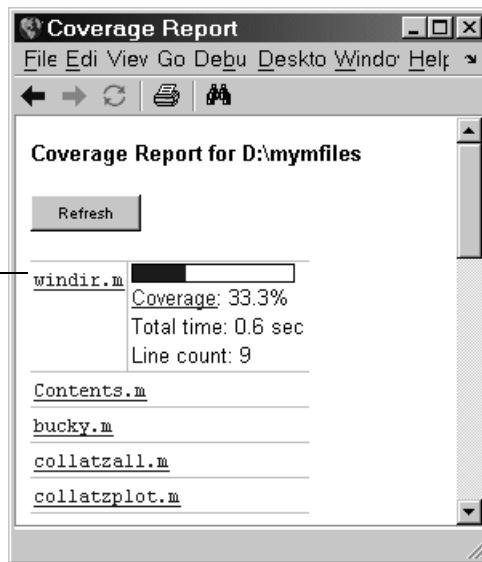 Coverage Report
File Edi Viev Go Debu Deskto Windo Help
Coverage Report for D:\mymfiles
Refresh
windir.m
Coverage: 33.3%
Total time: 0.6 sec
Line count: 9
Contents.m
bucky.m
collatzall.m
collatzplot.m